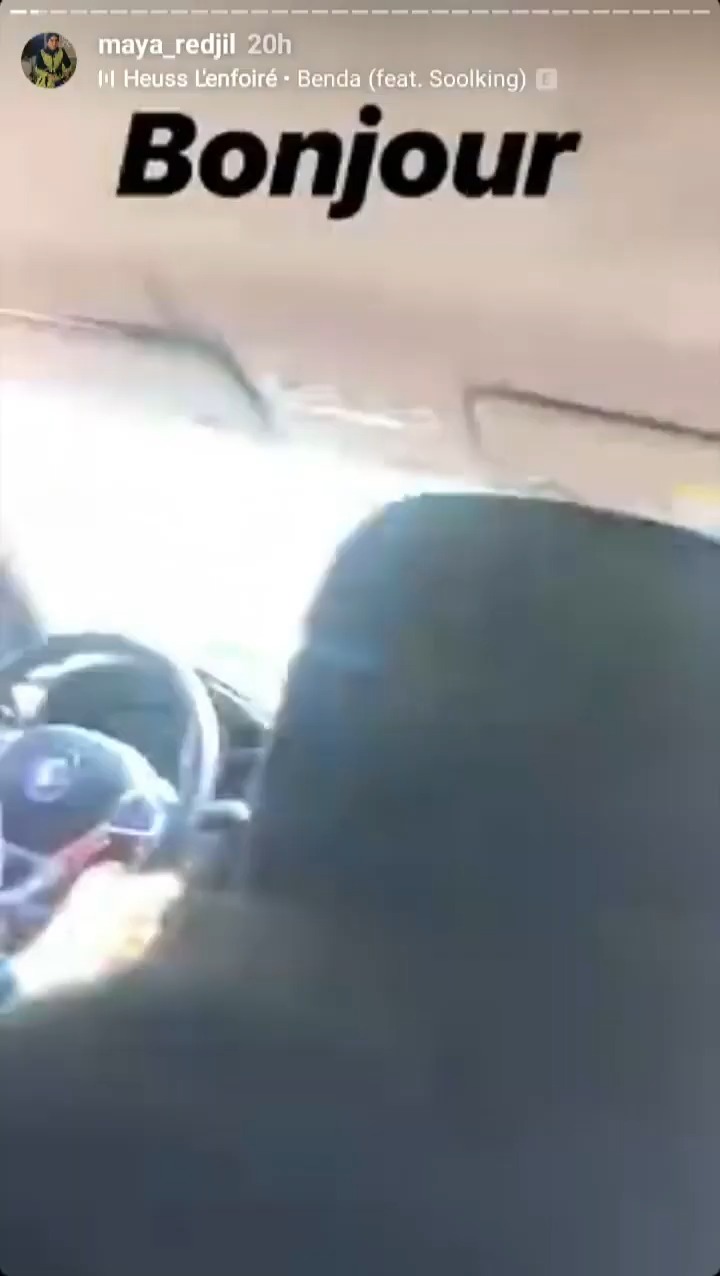 maya_redjil 20h
Heuss L'enfoiré • Benda (feat. Soolking) E
Bonjour